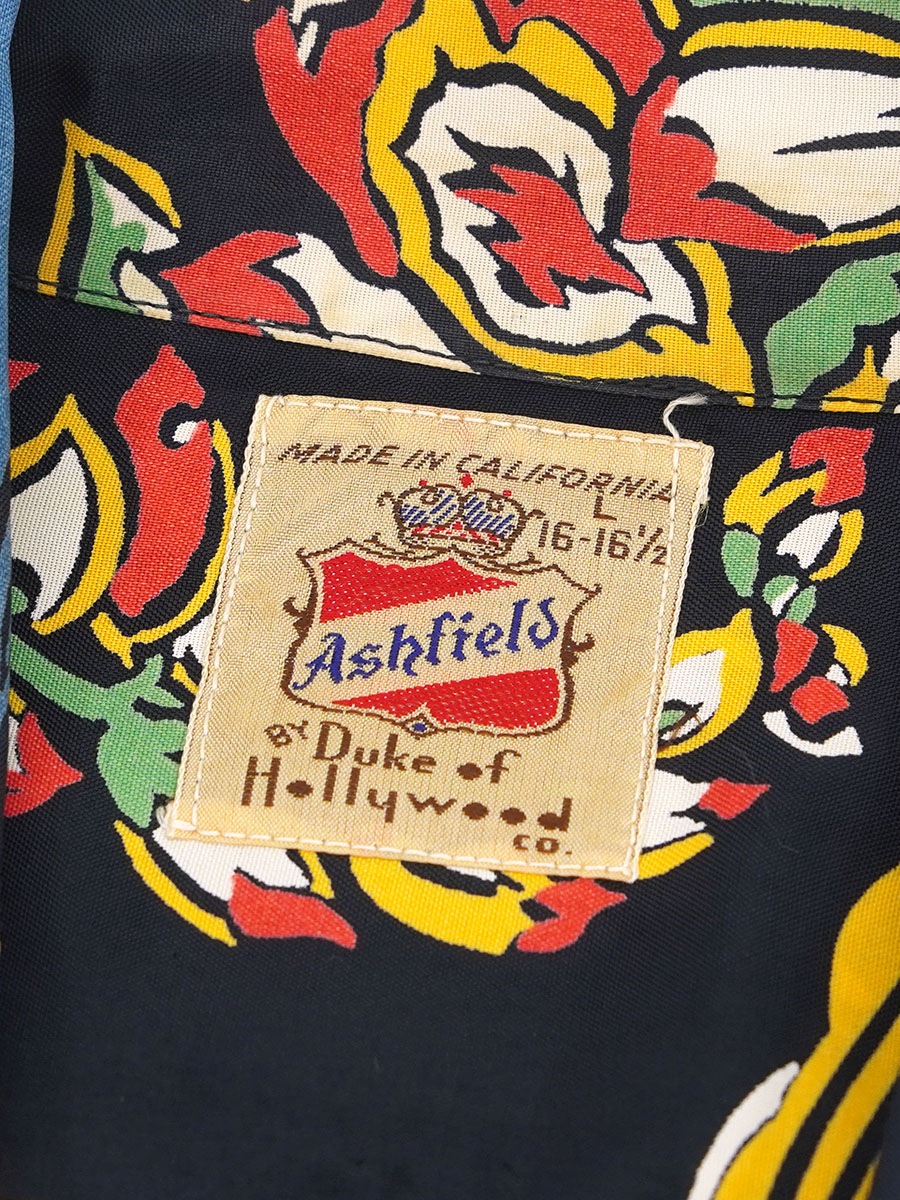 MADE IN CALIFORNIA
L
16-16½
Ashfield
BY Duke of
Hollywood
CO.